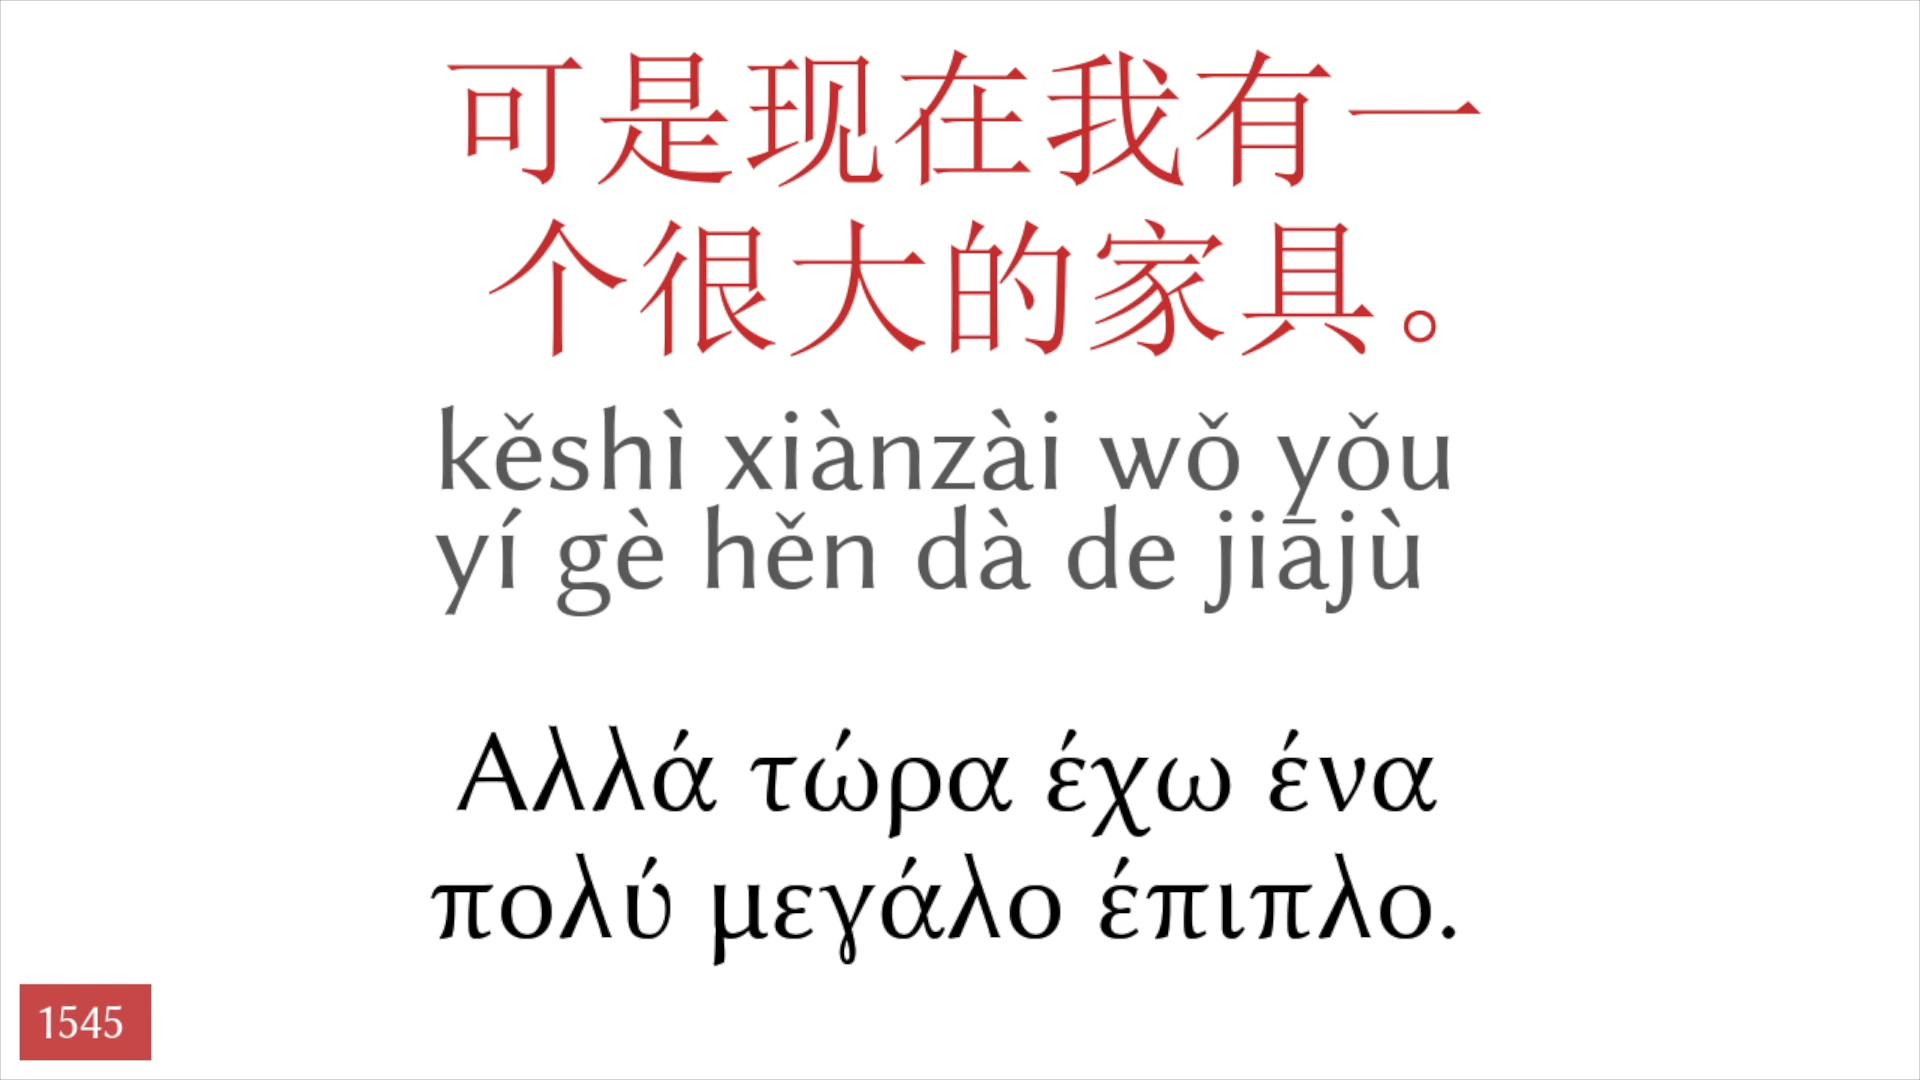 可是现在我有一
个很大的家具。
kěshì xiànzài wǒ yǒu
yí gè hěn dà de jiājù
Αλλά τώρα έχω ένα
πολύ μεγάλο έπιπλο.
1545